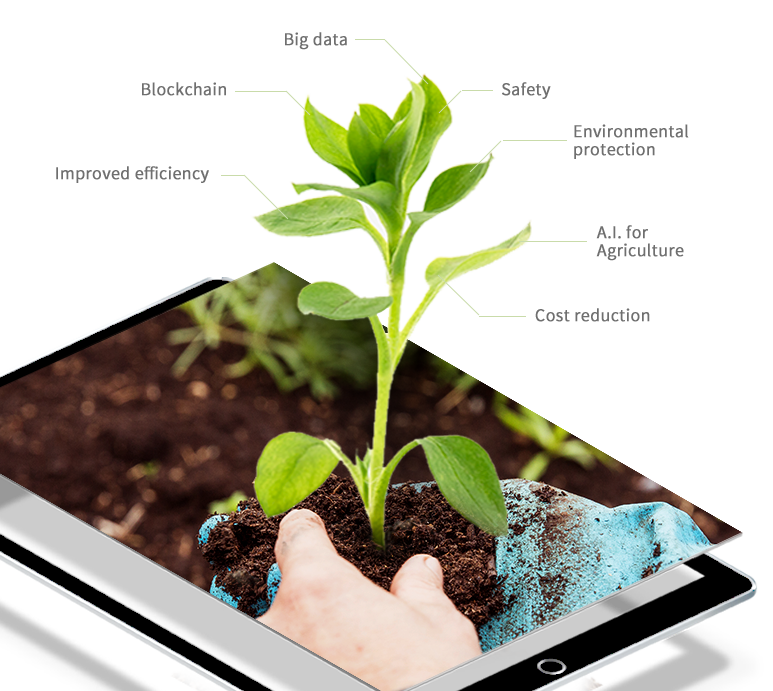 Big data
Blockchain
Safety
Environmental
protection
Improved efficiency
A.I. for
Agriculture
Cost reduction